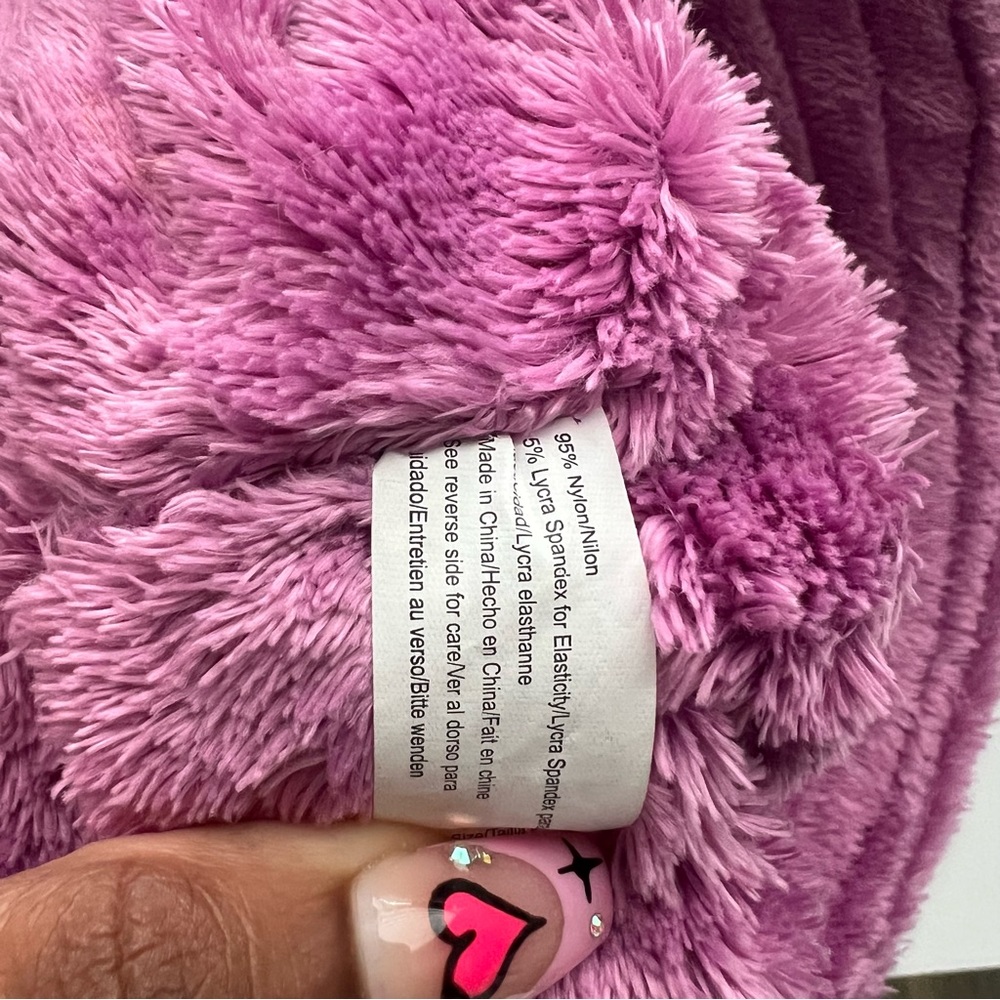 95% Nylon/Nilon
5% Lycra Spandex for Elasticity/Lycra Spandex
Lycra elasthanne
Made in China/Hecho en China/Fait en chine
See reverse side for care/Ver al dorso para
Entretien au verso/Bitte wenden